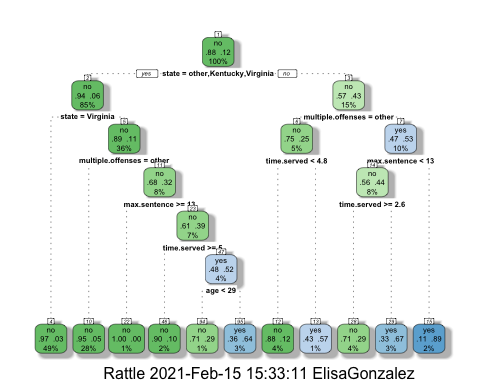 1
no
.88 .12
100%
yes state = other,Kentucky,Virginia no
2
no
.94 .06
85%
3
no
.57 .43
15%
state = Virginia
multiple.offenses = other
5
no
.89 .11
36%
6
no
.75 .25
5%
7
yes
.47 .53
10%
multiple.offenses = other
time.served < 4.8
max.sentence < 13
11
no
.68 .32
8%
14
no
.56 .44
8%
max.sentence >= 13
time.served >= 2.6
23
no
.61 .39
7%
time.served >= 5
47
yes
.48 .52
4%
age < 29
4
no
.97 .03
49%
10
no
.95 .05
28%
22
no
1.00 .00
1%
46
no
.90 .10
2%
94
no
.71 .29
1%
95
yes
.36 .64
3%
12
no
.88 .12
4%
13
yes
.43 .57
1%
28
no
.71 .29
4%
29
yes
.33 .67
3%
15
yes
.11 .89
2%
Rattle 2021-Feb-15 15:33:11 ElisaGonzalez